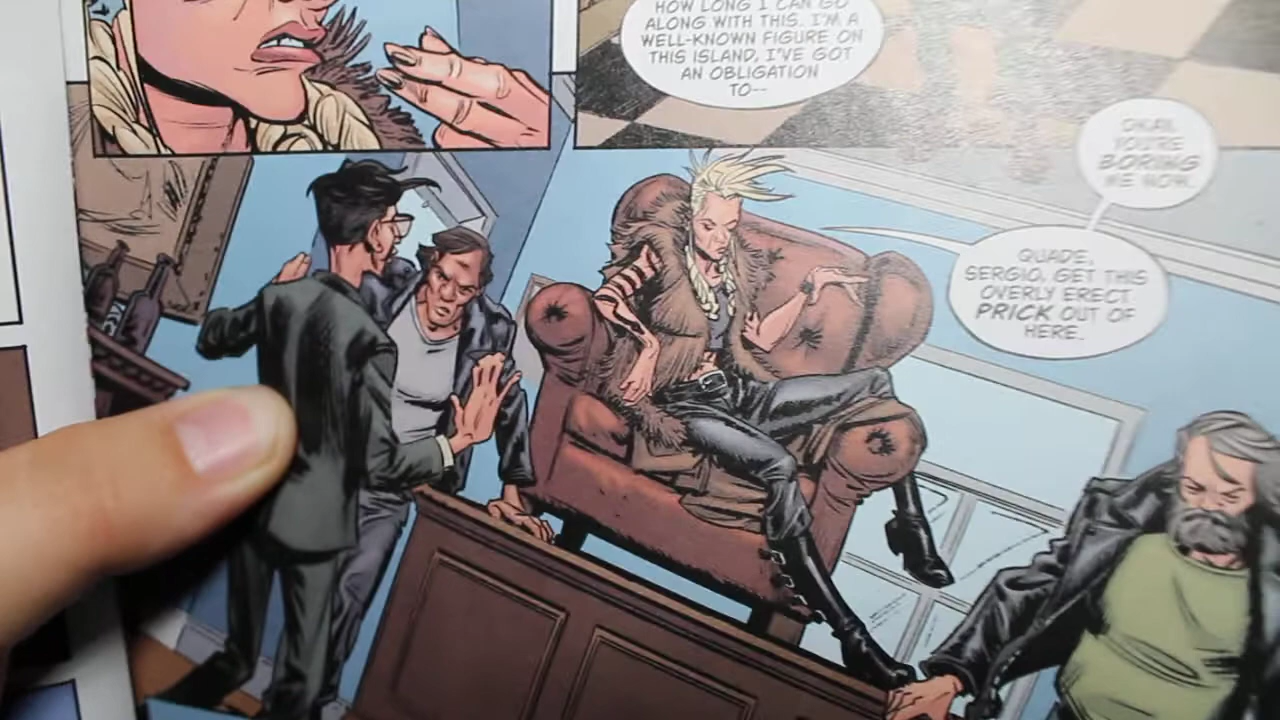 HOW LONG I CAN GO
ALONG WITH THIS. I'M A
WELL-KNOWN FIGURE ON
THIS ISLAND, I'VE GOT
AN OBLIGATION
TO--
OKAY,
YOU'RE
BORING
ME NOW.
QUADE,
SERGIO, GET THIS
OVERLY ERECT
PRICK OUT OF
HERE.